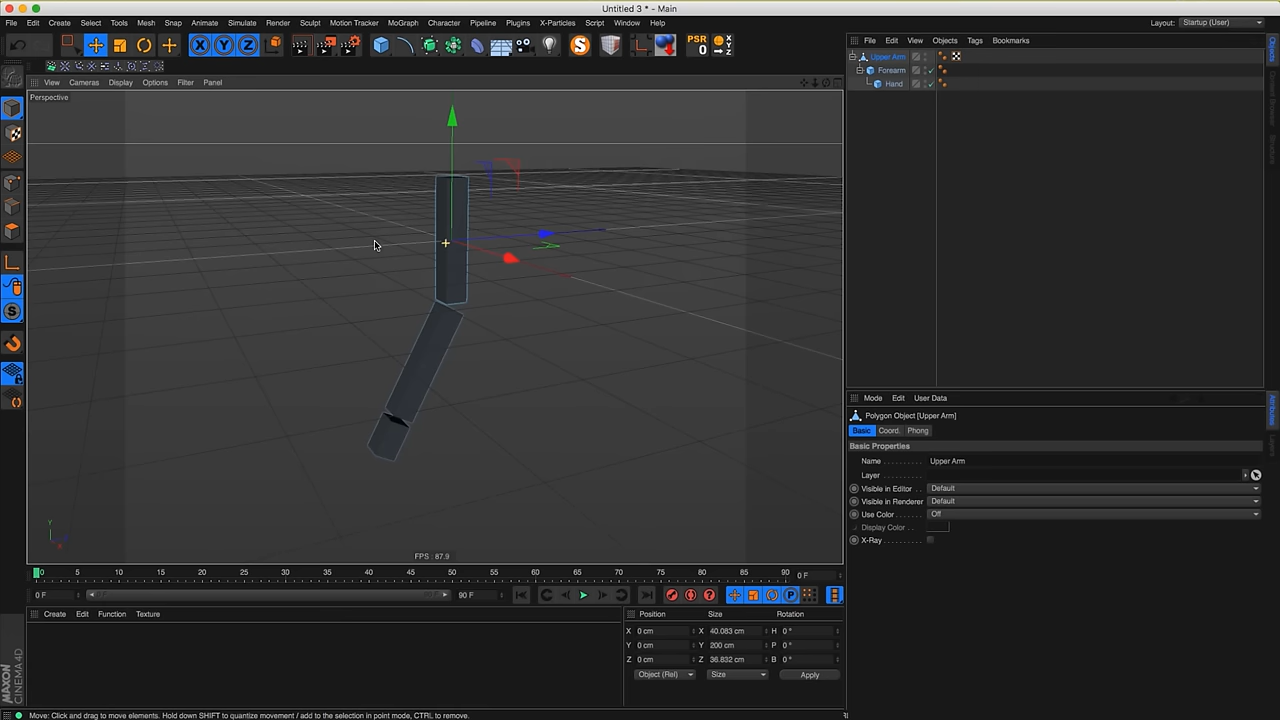 Untitled 3 * - Main
File Edit Create Select Tools Mesh Snap Animate Simulate Render Sculpt Motion Tracker MoGraph Character Pipeline Plugins X-Particles Script Window Help
Layout: Startup (User)
X Y Z S PSR 0
View Cameras Display Options Filter Panel
File Edit View Objects Tags Bookmarks
Perspective
Upper Arm
Forearm
Hand
Objects
Attributes
Layers
Mode Edit User Data
Polygon Object [Upper Arm]
Basic Coord. Phong
Basic Properties
Name Upper Arm
Layer
Visible in Editor Default
Visible in Renderer Default
Use Color Off
Display Color
X-Ray
Y
FPS : 87.9
0 5 10 15 20 25 30 35 40 45 50 55 60 65 70 75 80 85 90 0 F
0 F 90 F
Create Edit Function Texture
Position Size Rotation
X 0 cm X 40.083 cm H 0 °
Y 0 cm Y 200 cm P 0 °
Z 0 cm Z 36.832 cm B 0 °
Object (Rel) Size Apply
MAXON
CINEMA 4D
Move: Click and drag to move elements. Hold down SHIFT to quantize movement / add to the selection in point mode, CTRL to remove.